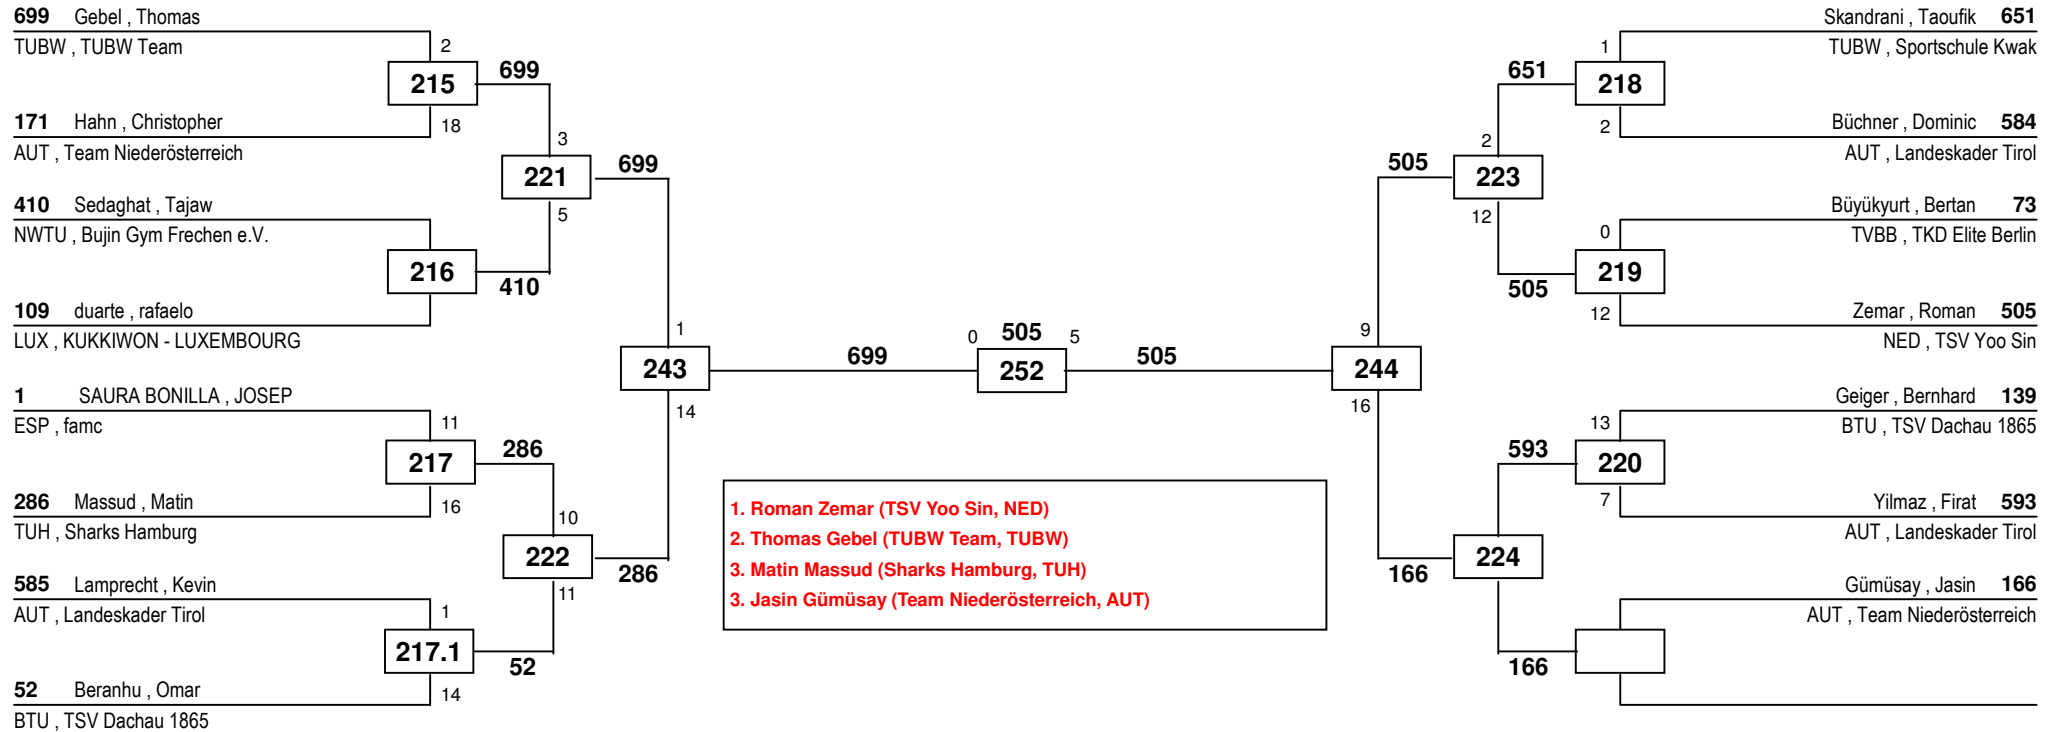 699 Gebel , Thomas
TUBW , TUBW Team
2
215
699
171 Hahn , Christopher
18
AUT , Team Niederösterreich
3
221
699
410 Sedaghat , Tajaw
5
NWTU , Bujin Gym Frechen e.V.
216
410
109 duarte , rafaelo
LUX , KUKKIWON - LUXEMBOURG
1
243
699
14
1 SAURA BONILLA , JOSEP
ESP , famc
11
217
286
286 Massud , Matin
16
TUH , Sharks Hamburg
10
222
286
11
585 Lamprecht , Kevin
AUT , Landeskader Tirol
1
217.1
52
52 Beranhu , Omar
14
BTU , TSV Dachau 1865
0 505 5
252
505
1. Roman Zemar (TSV Yoo Sin, NED)
2. Thomas Gebel (TUBW Team, TUBW)
3. Matin Massud (Sharks Hamburg, TUH)
3. Jasin Gümüsay (Team Niederösterreich, AUT)
Skandrani , Taoufik 651
TUBW , Sportschule Kwak
1
651
218
2
Büchner , Dominic 584
AUT , Landeskader Tirol
2
505
223
12
Büyükyurt , Bertan 73
TVBB , TKD Elite Berlin
0
219
505
12
Zemar , Roman 505
NED , TSV Yoo Sin
9
244
16
Geiger , Bernhard 139
BTU , TSV Dachau 1865
13
593
220
7
Yilmaz , Firat 593
AUT , Landeskader Tirol
224
166
Gümüsay , Jasin 166
AUT , Team Niederösterreich
166